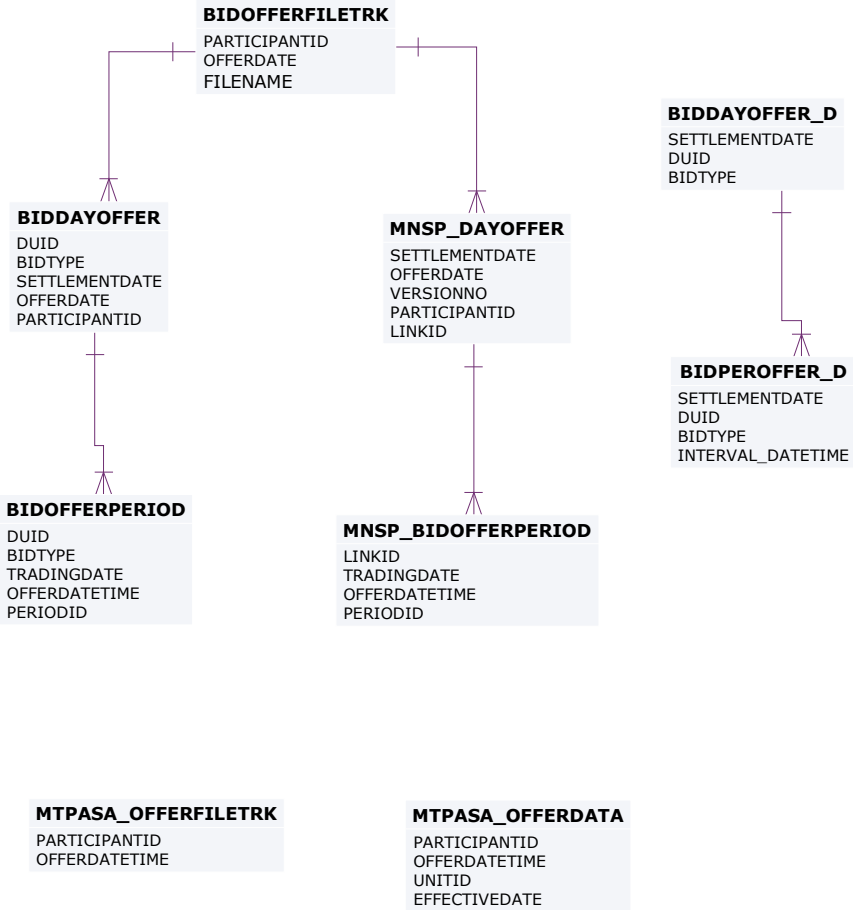 BIDOFFERFILETRK
PARTICIPANTID
OFFERDATE
FILENAME
BIDDAYOFFER_D
SETTLEMENTDATE
DUID
BIDTYPE
BIDDAYOFFER
DUID
BIDTYPE
SETTLEMENTDATE
OFFERDATE
PARTICIPANTID
MNSP_DAYOFFER
SETTLEMENTDATE
OFFERDATE
VERSIONNO
PARTICIPANTID
LINKID
BIDPEROFFER_D
SETTLEMENTDATE
DUID
BIDTYPE
INTERVAL_DATETIME
BIDOFFERPERIOD
DUID
BIDTYPE
TRADINGDATE
OFFERDATETIME
PERIODID
MNSP_BIDOFFERPERIOD
LINKID
TRADINGDATE
OFFERDATETIME
PERIODID
MTPASA_OFFERFILETRK
PARTICIPANTID
OFFERDATETIME
MTPASA_OFFERDATA
PARTICIPANTID
OFFERDATETIME
UNITID
EFFECTIVEDATE